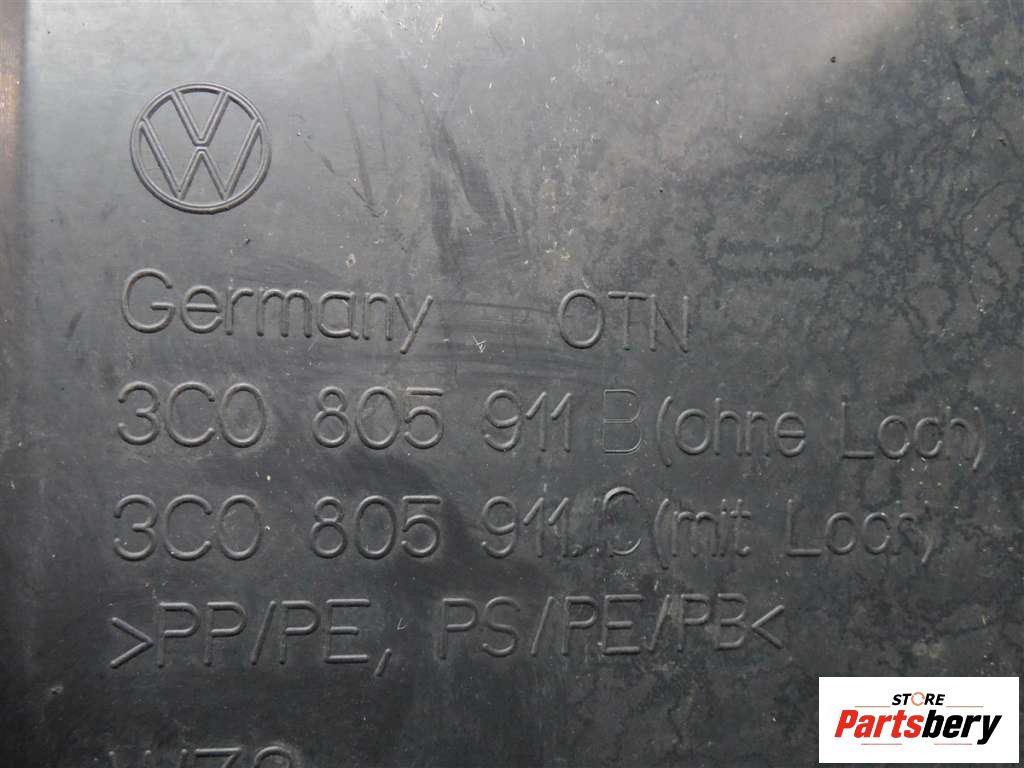 Germany OTN
3C0 805 911 B (ohne Loch)
3C0 805 911 C (mit Loch)
>PP/PE, PS/PE/PB<
STORE
Partsbery